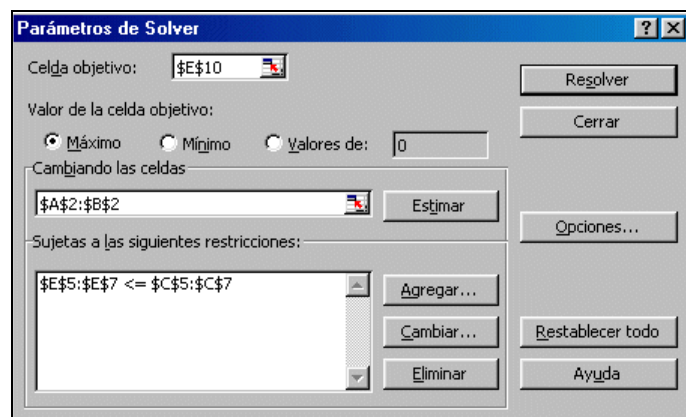 Parámetros de Solver
Celda objetivo: $E$10
Resolver
Valor de la celda objetivo:
Cerrar
Máximo Mínimo Valores de: 0
Cambiando las celdas
$A$2:$B$2 Estimar
Opciones...
Sujetas a las siguientes restricciones:
$E$5:$E$7 <= $C$5:$C$7
Agregar...
Cambiar... Restablecer todo
Eliminar Ayuda